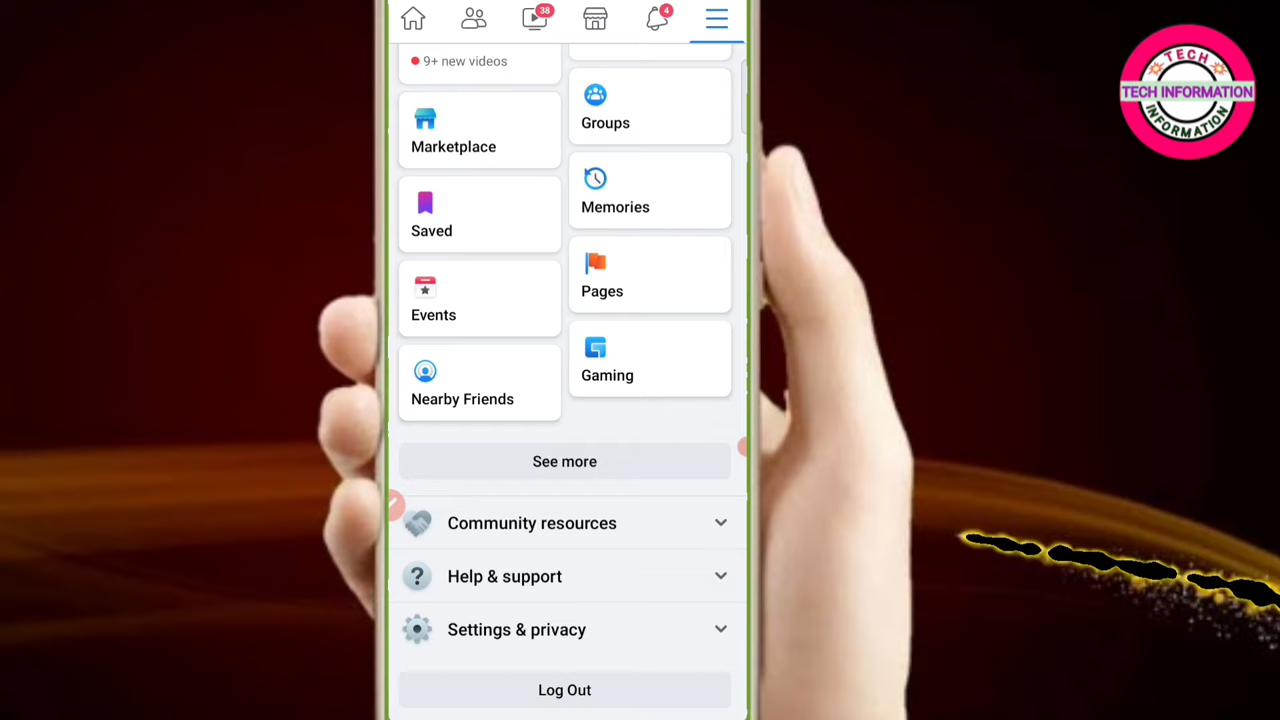 38
4
9+ new videos
Groups
Marketplace
Memories
Saved
Pages
Events
Gaming
Nearby Friends
See more
Community resources
Help & support
Settings & privacy
Log Out
TECH
TECH INFORMATION
INFORMATION